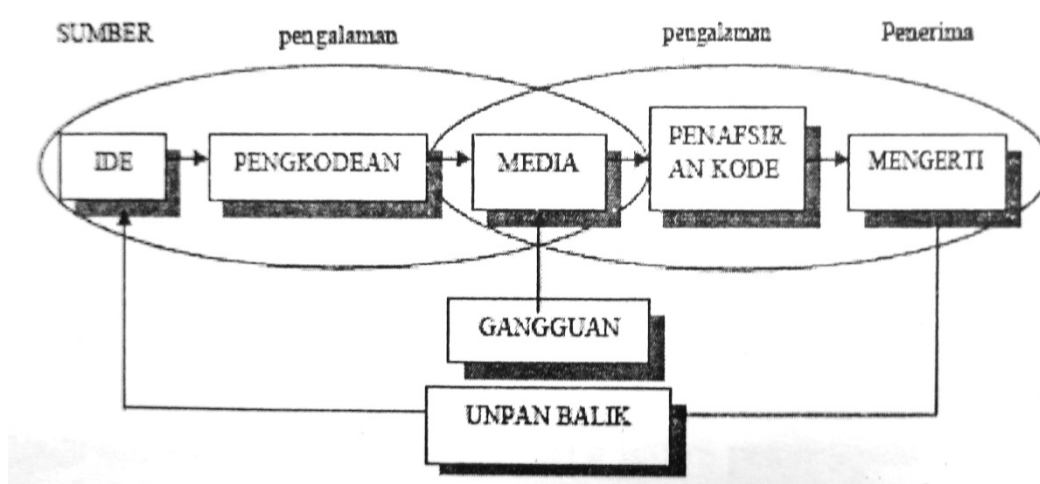 SUMBER
pengalaman
pengalaman
Penerima
IDE
PENGKODEAN
MEDIA
PENAFSIR
AN KODE
MENGERTI
GANGGUAN
UNPAN BALIK